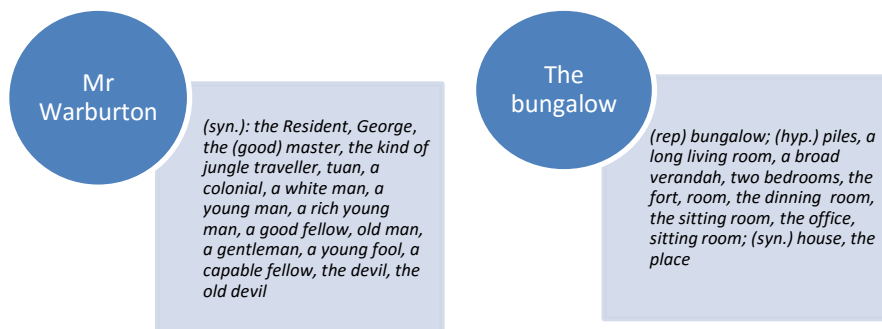 Mr
Warburton
(syn.): the Resident, George,
the (good) master, the kind of
jungle traveller, tuan, a
colonial, a white man, a
young man, a rich young
man, a good fellow, old man,
a gentleman, a young fool, a
capable fellow, the devil, the
old devil
The
bungalow
(rep) bungalow; (hyp.) piles, a
long living room, a broad
verandah, two bedrooms, the
fort, room, the dinning room,
the sitting room, the office,
sitting room; (syn.) house, the
place